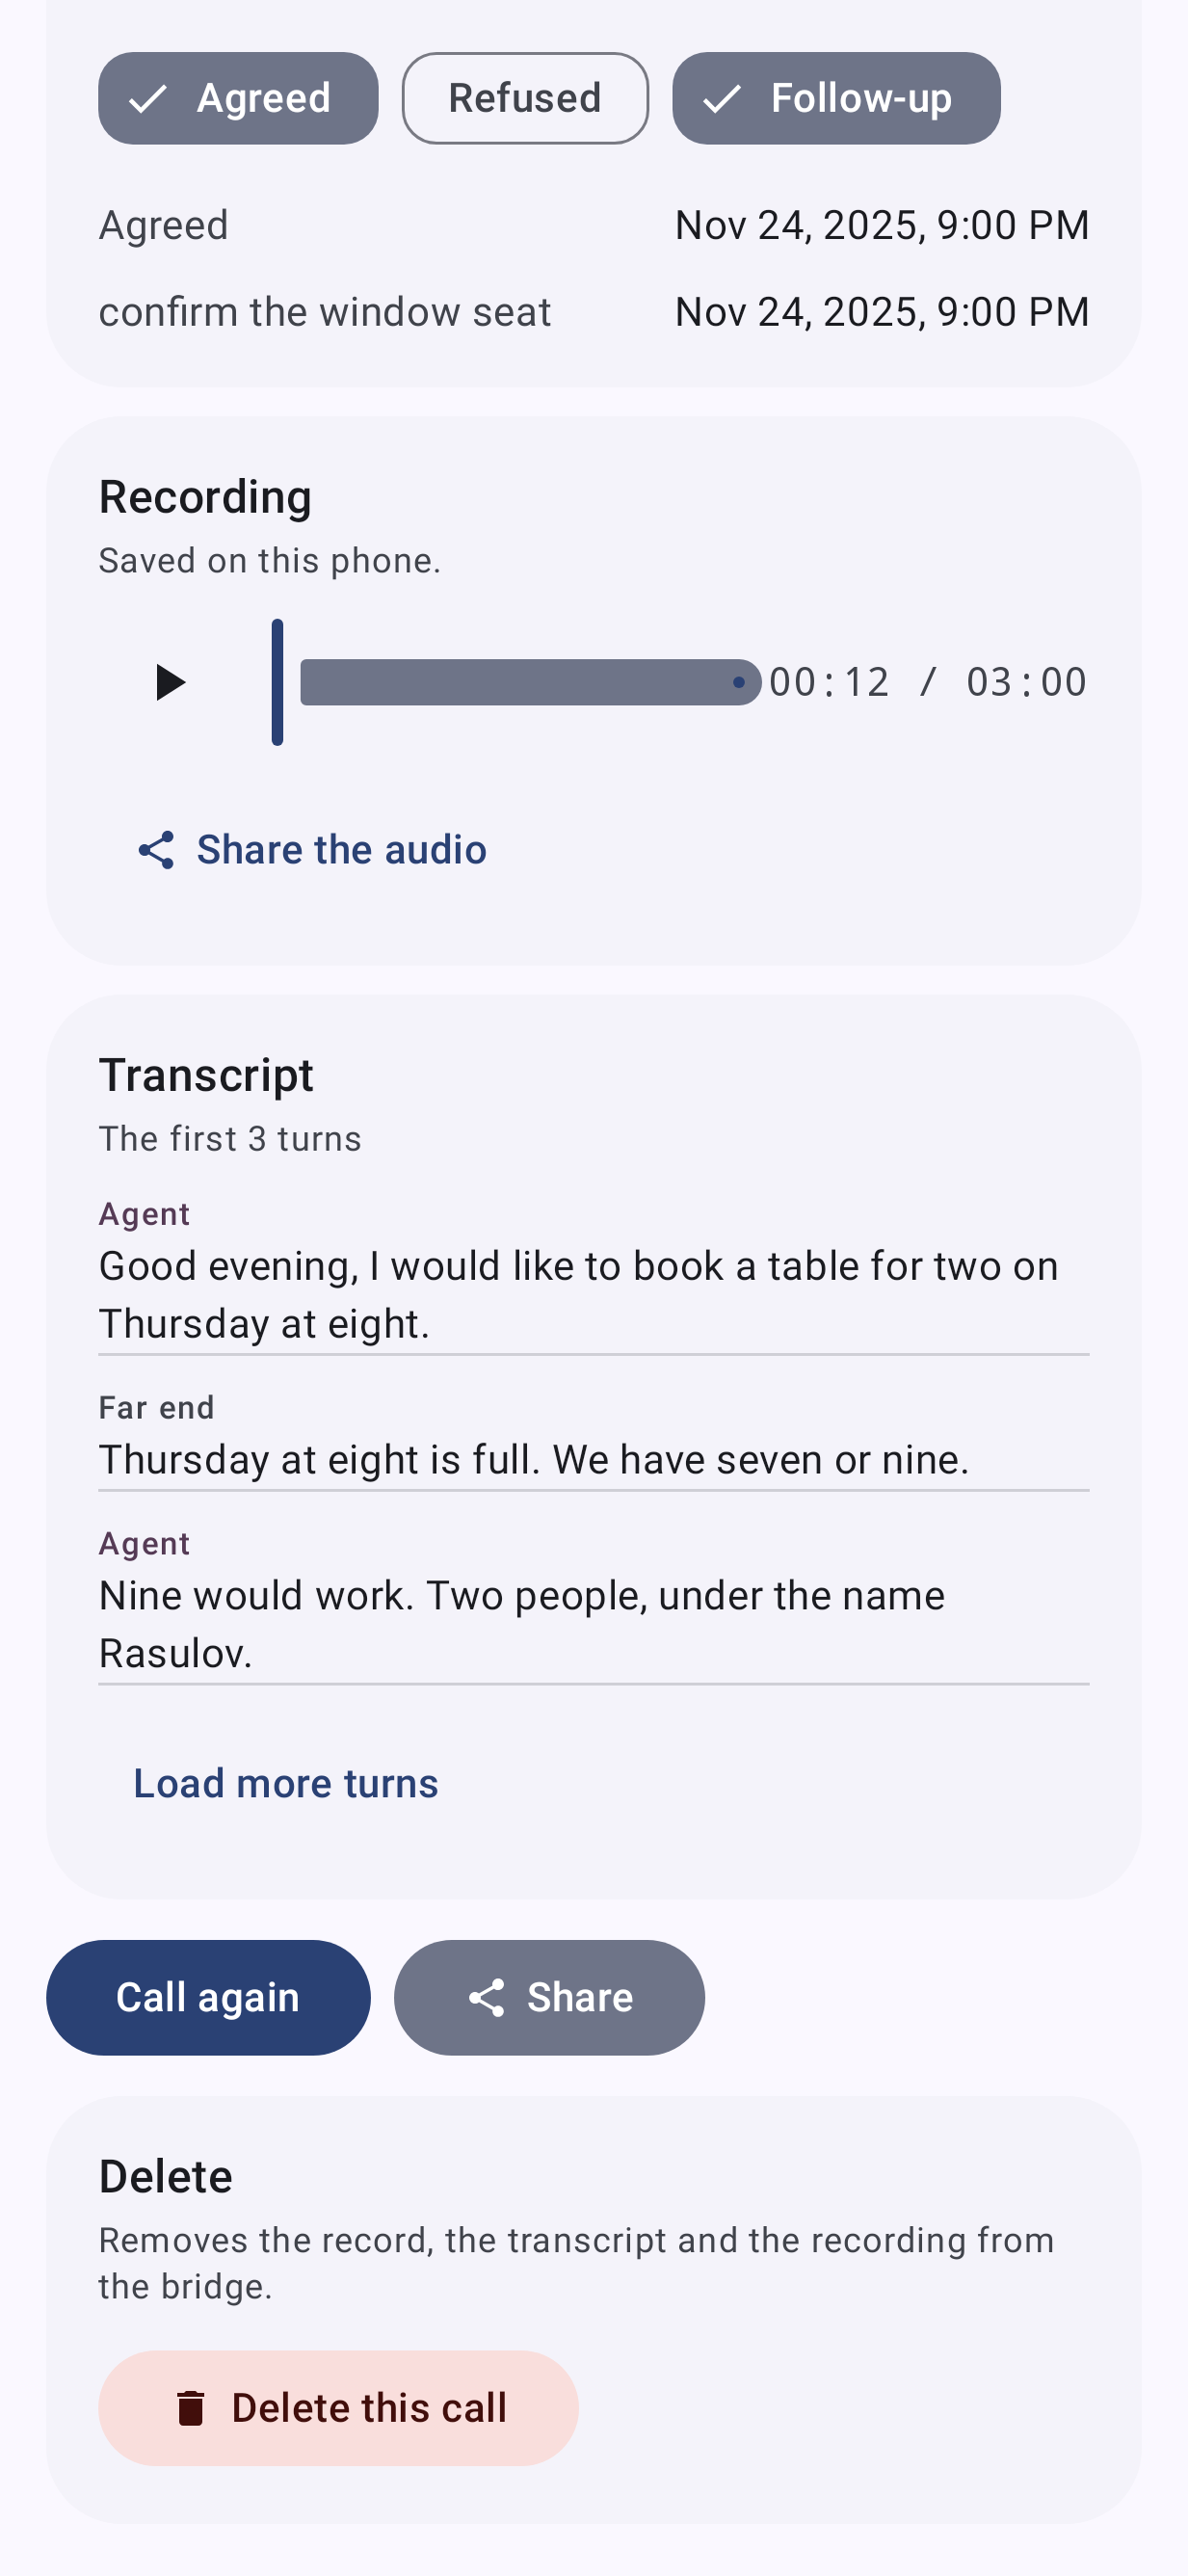 Agreed
Refused
Follow-up
Agreed
Nov 24, 2025, 9:00 PM
confirm the window seat
Nov 24, 2025, 9:00 PM
Recording
Saved on this phone.
00:12 / 03:00
Share the audio
Transcript
The first 3 turns
Agent
Good evening, I would like to book a table for two on
Thursday at eight.
Far end
Thursday at eight is full. We have seven or nine.
Agent
Nine would work. Two people, under the name
Rasulov.
Load more turns
Call again
Share
Delete
Removes the record, the transcript and the recording from
the bridge.
Delete this call